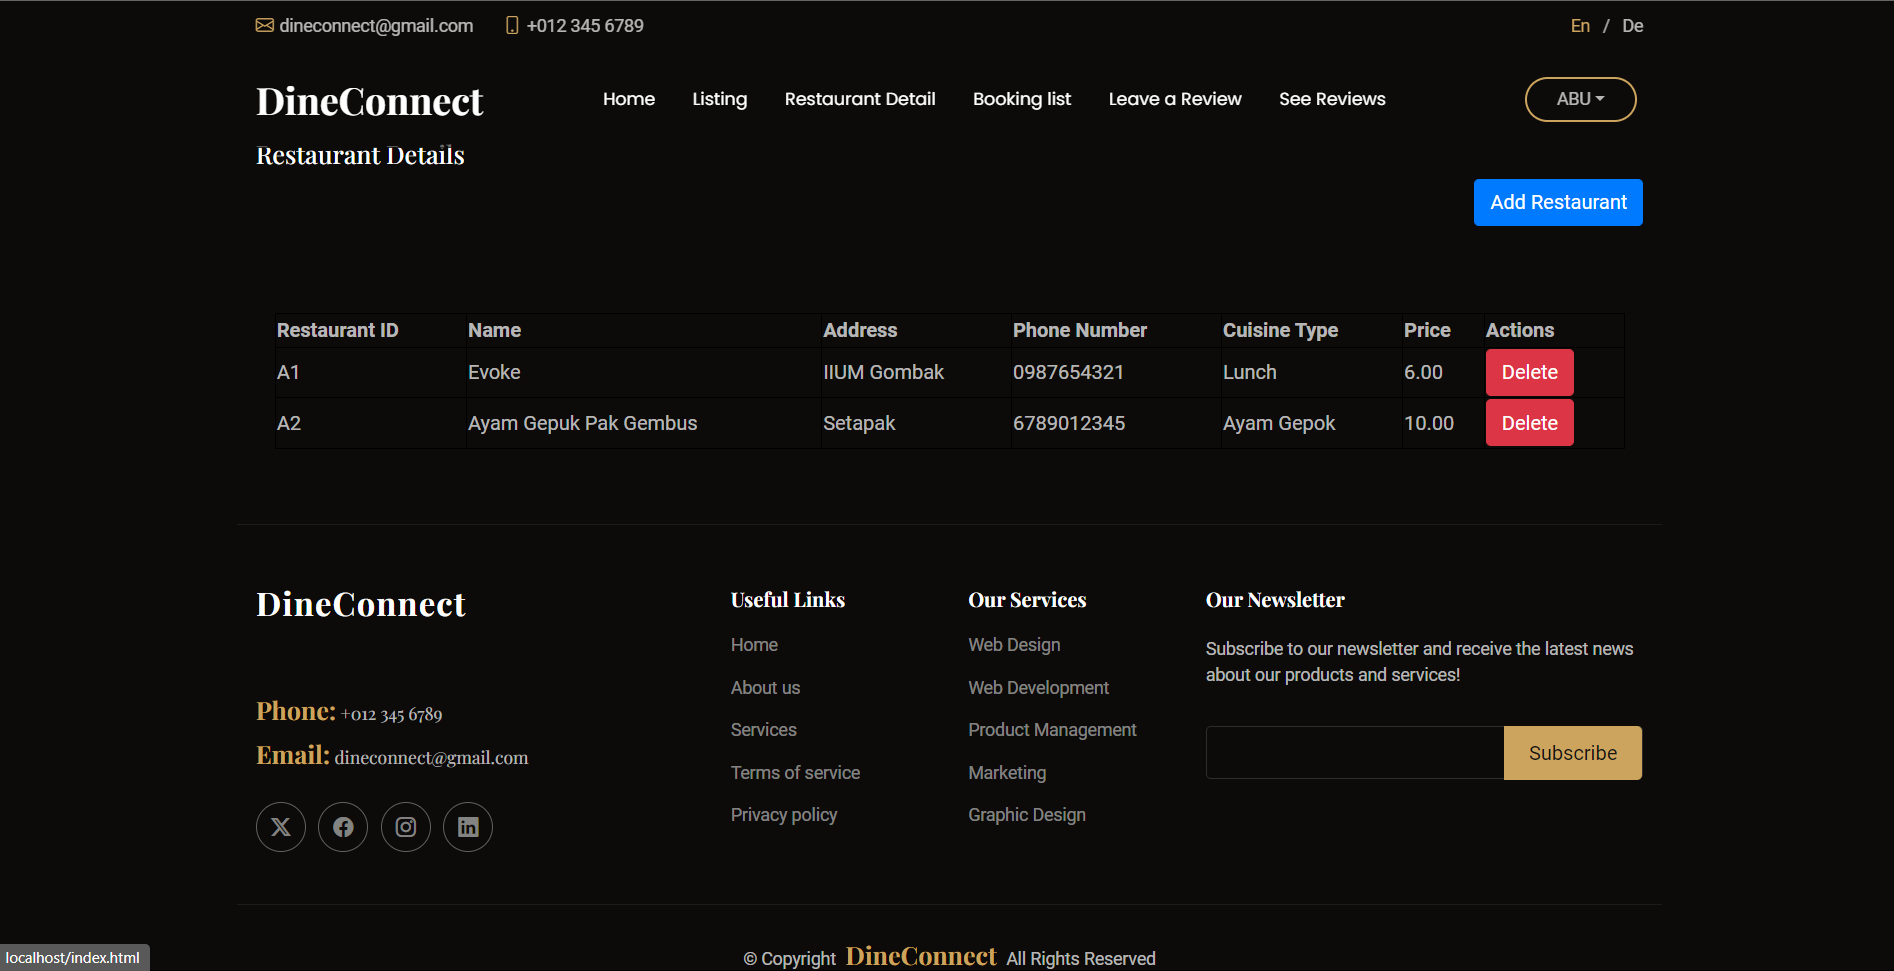 dineconnect@gmail.com +012 345 6789 En / De
DineConnect Home Listing Restaurant Detail Booking list Leave a Review See Reviews ABU
Restaurant Details
Add Restaurant
Restaurant ID Name Address Phone Number Cuisine Type Price Actions
A1 Evoke IIUM Gombak 0987654321 Lunch 6.00 Delete
A2 Ayam Gepuk Pak Gembus Setapak 6789012345 Ayam Gepok 10.00 Delete
DineConnect
Phone: +012 345 6789
Email: dineconnect@gmail.com
Useful Links
Home
About us
Services
Terms of service
Privacy policy
Our Services
Web Design
Web Development
Product Management
Marketing
Graphic Design
Our Newsletter
Subscribe to our newsletter and receive the latest news
about our products and services!
Subscribe
© Copyright DineConnect All Rights Reserved
localhost/index.html